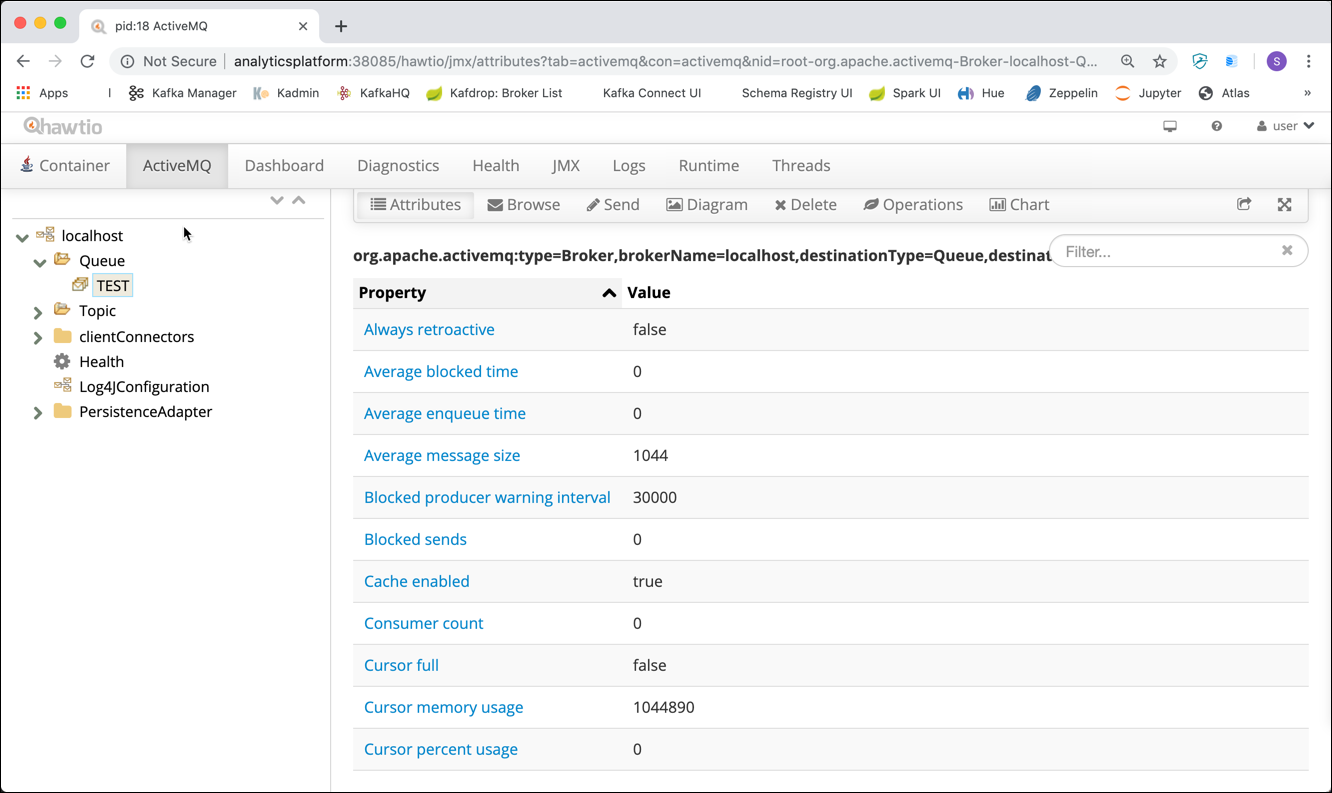 pid:18 ActiveMQ
Not Secure | analyticsplatform:38085/hawtio/jmx/attributes?tab=activemq&con=activemq&nid=root-org.apache.activemq-Broker-localhost-Q... S
Apps Kafka Manager Kadmin KafkaHQ Kafdrop: Broker List Kafka Connect UI Schema Registry UI Spark UI Hue Zeppelin Jupyter Atlas »
hawtio user
Container ActiveMQ Dashboard Diagnostics Health JMX Logs Runtime Threads
Attributes Browse Send Diagram Delete Operations Chart
localhost
Queue
TEST
Topic
clientConnectors
Health
Log4JConfiguration
PersistenceAdapter
org.apache.activemq:type=Broker,brokerName=localhost,destinationType=Queue,destinat
Filter...
Property Value
Always retroactive false
Average blocked time 0
Average enqueue time 0
Average message size 1044
Blocked producer warning interval 30000
Blocked sends 0
Cache enabled true
Consumer count 0
Cursor full false
Cursor memory usage 1044890
Cursor percent usage 0